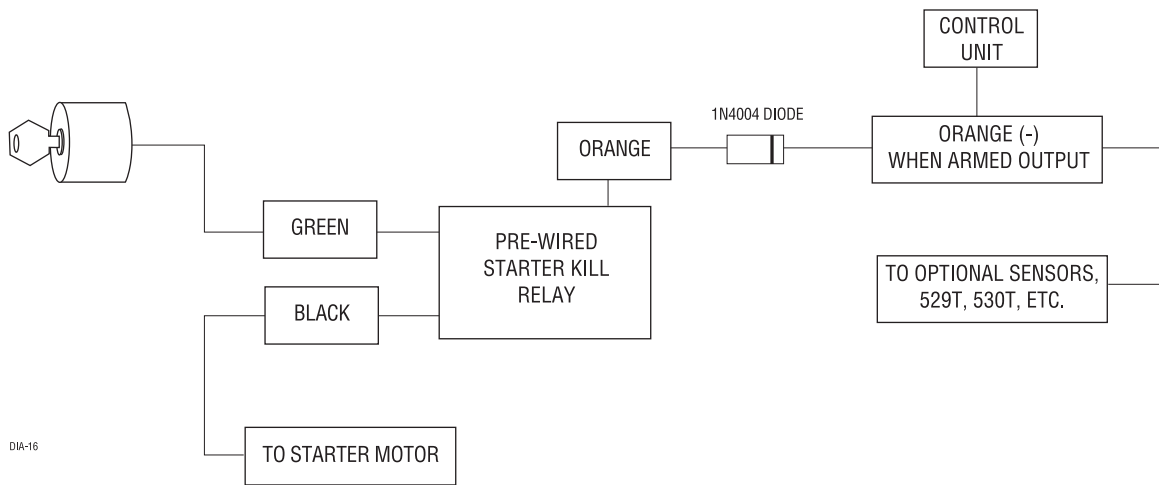 CONTROL
UNIT
1N4004 DIODE
ORANGE
ORANGE (-)
WHEN ARMED OUTPUT
GREEN
PRE-WIRED
STARTER KILL
RELAY
TO OPTIONAL SENSORS,
529T, 530T, ETC.
BLACK
DIA-16
TO STARTER MOTOR